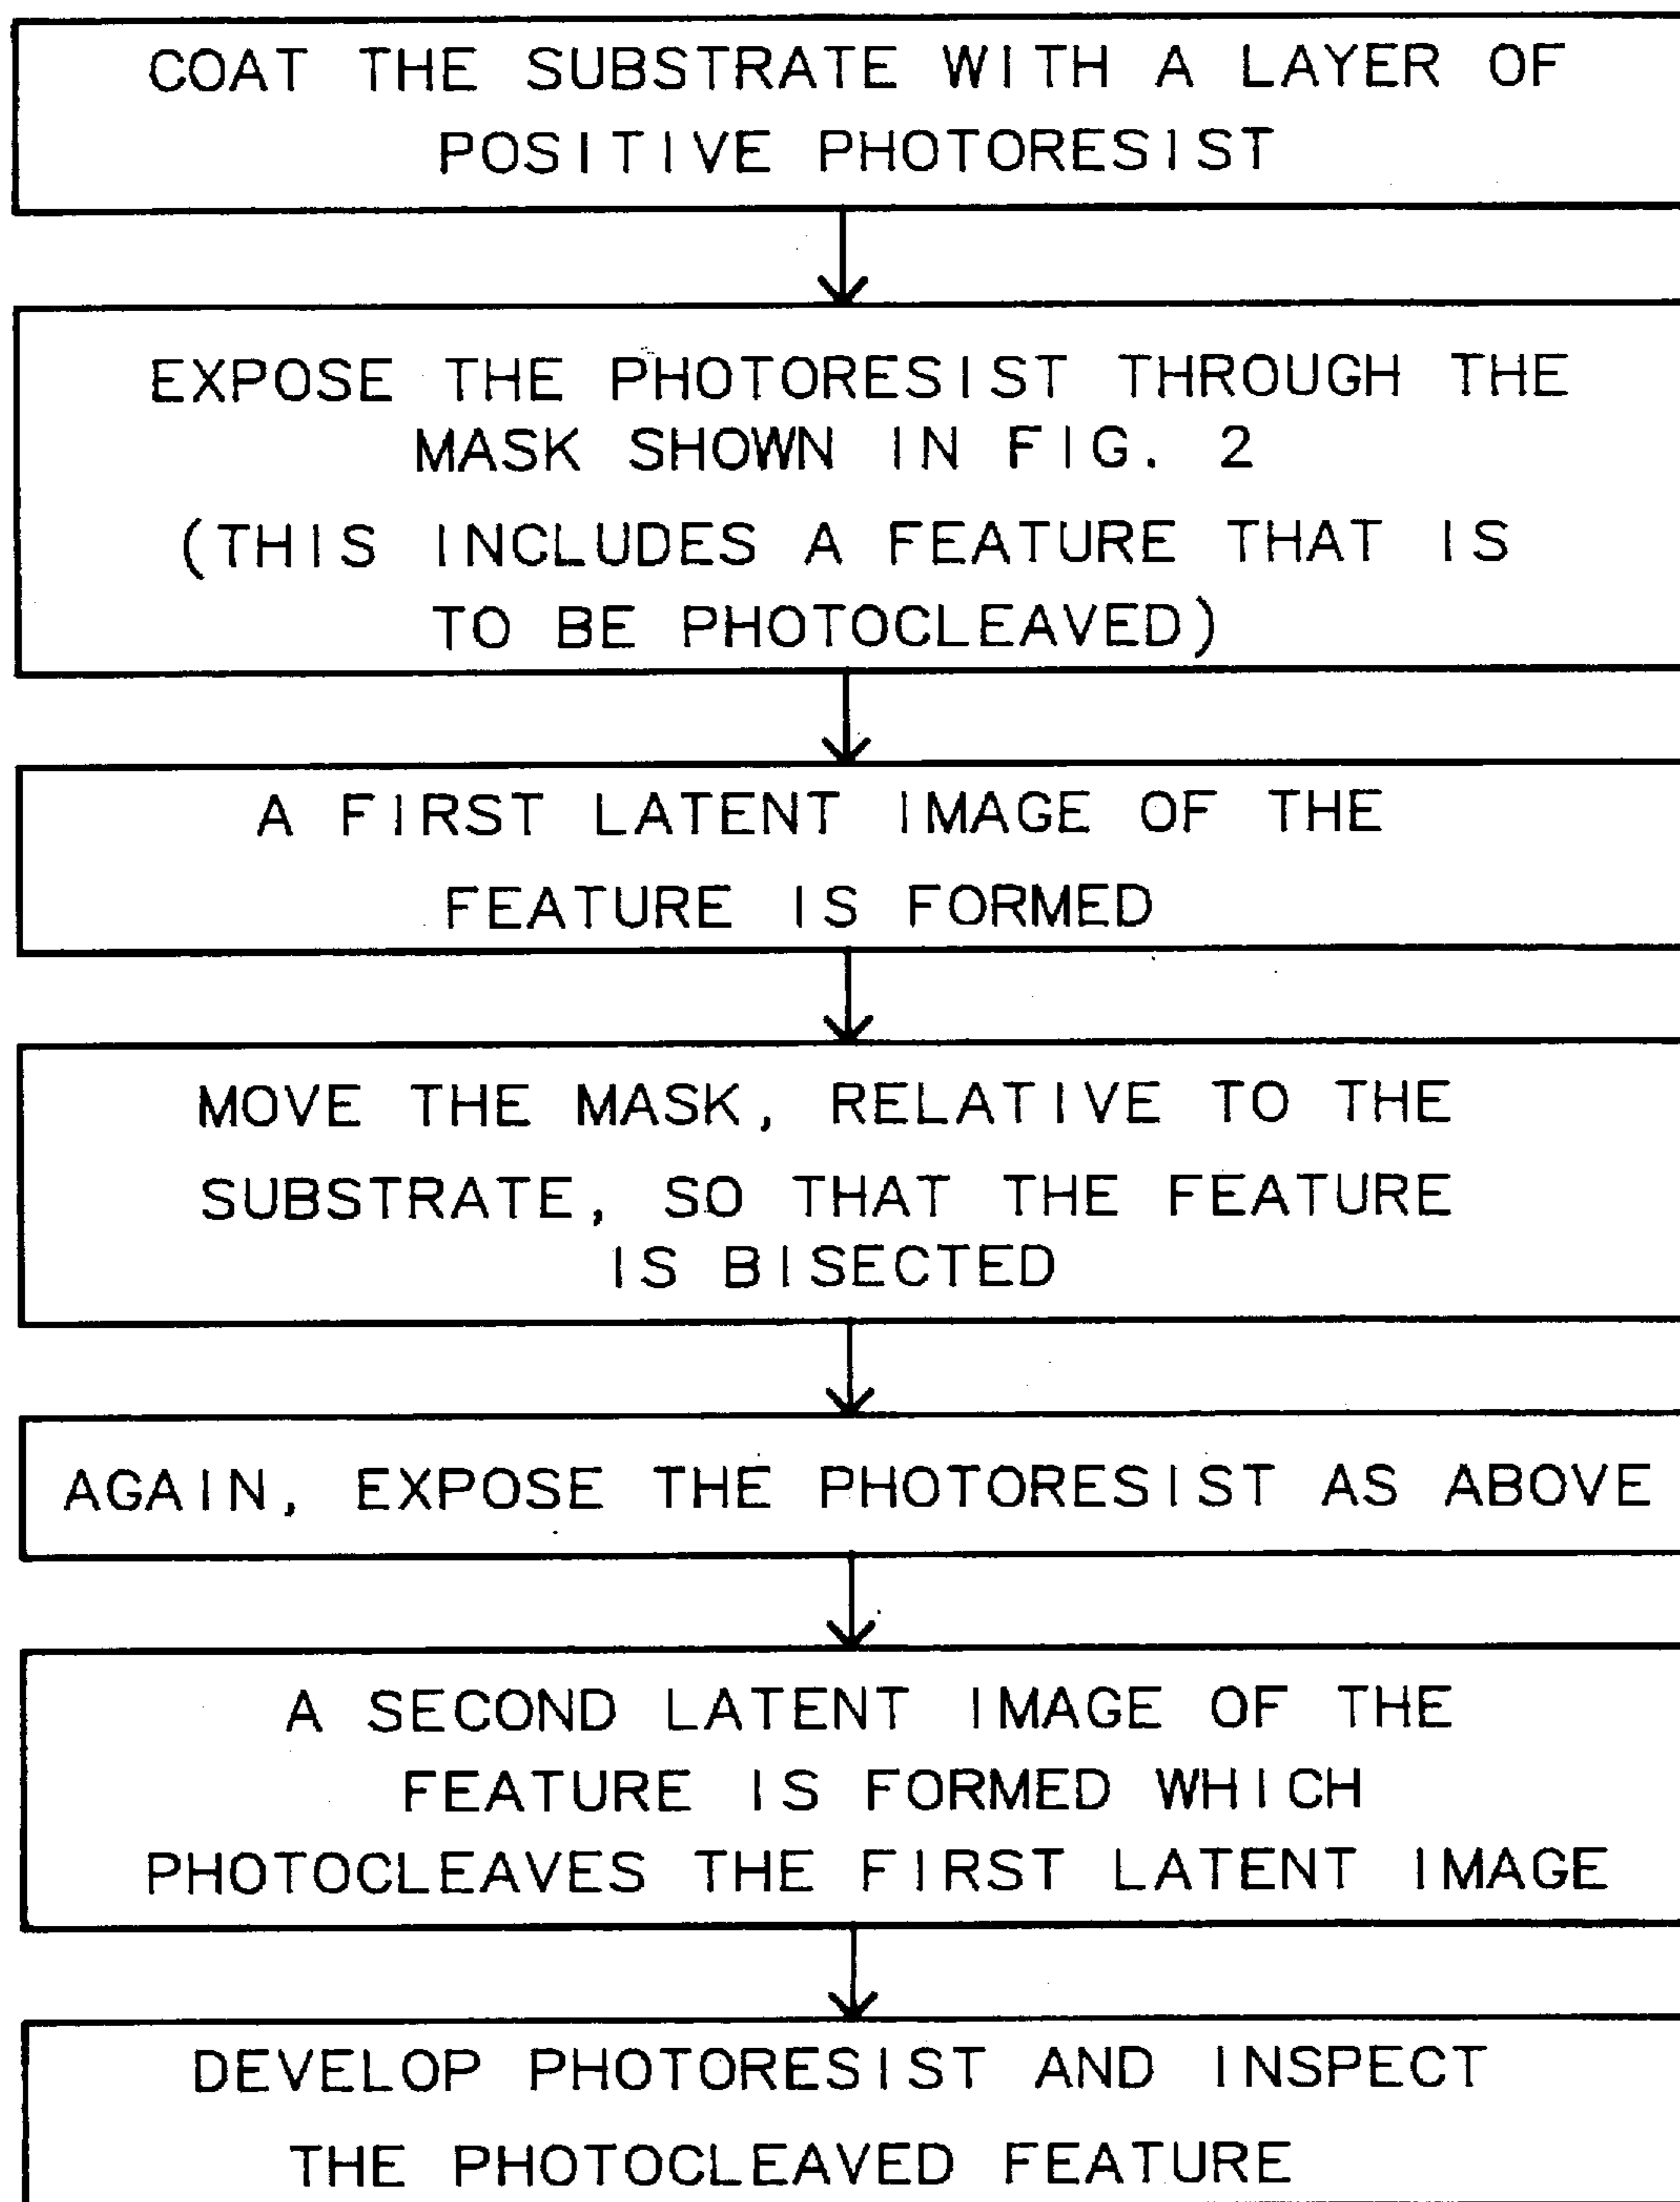 COAT THE SUBSTRATE WITH A LAYER OF
POSITIVE PHOTORESIST
EXPOSE THE PHOTORESIST THROUGH THE
MASK SHOWN IN FIG. 2
(THIS INCLUDES A FEATURE THAT IS
TO BE PHOTOCLEAVED)
A FIRST LATENT IMAGE OF THE
FEATURE IS FORMED
MOVE THE MASK, RELATIVE TO THE
SUBSTRATE, SO THAT THE FEATURE
IS BISECTED
AGAIN, EXPOSE THE PHOTORESIST AS ABOVE
A SECOND LATENT IMAGE OF THE
FEATURE IS FORMED WHICH
PHOTOCLEAVES THE FIRST LATENT IMAGE
DEVELOP PHOTORESIST AND INSPECT
THE PHOTOCLEAVED FEATURE